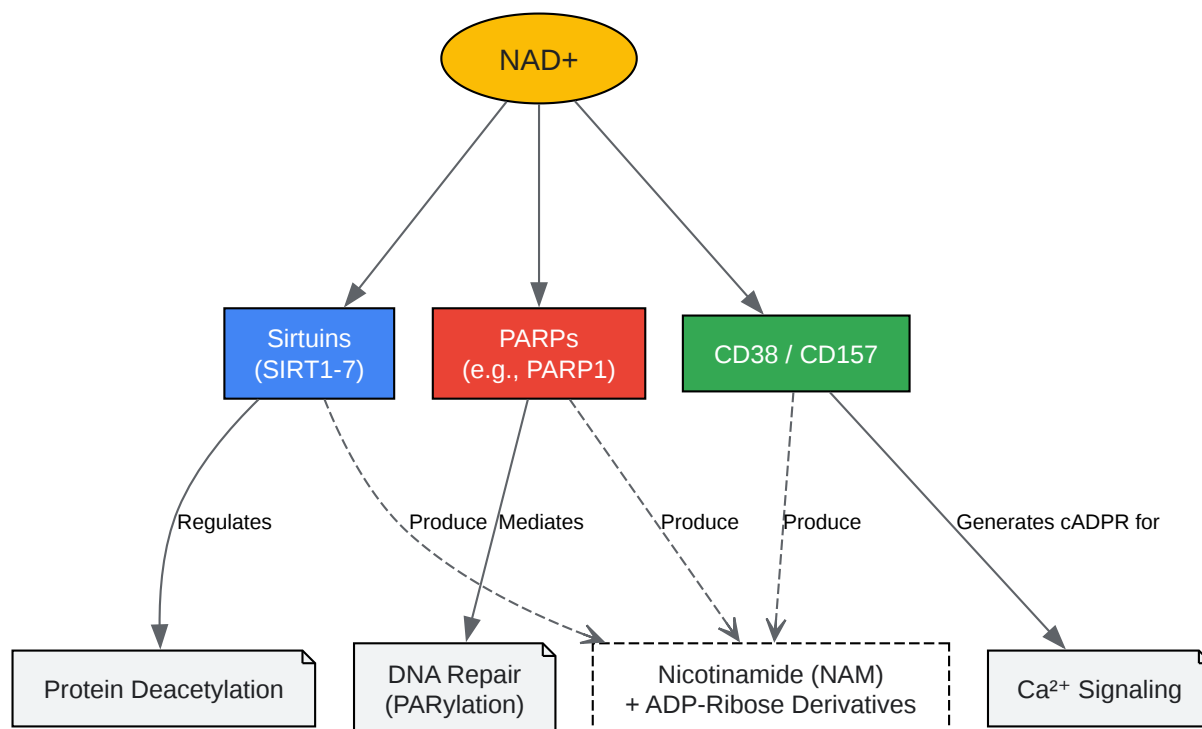 NAD+
Sirtuins
(SIRT1-7)
PARPs
(e.g., PARP1)
CD38 / CD157
Regulates
Produce
Mediates
Produce
Produce
Generates cADPR for
Protein Deacetylation
DNA Repair
(PARylation)
Nicotinamide (NAM)
+ ADP-Ribose Derivatives
Ca²⁺ Signaling